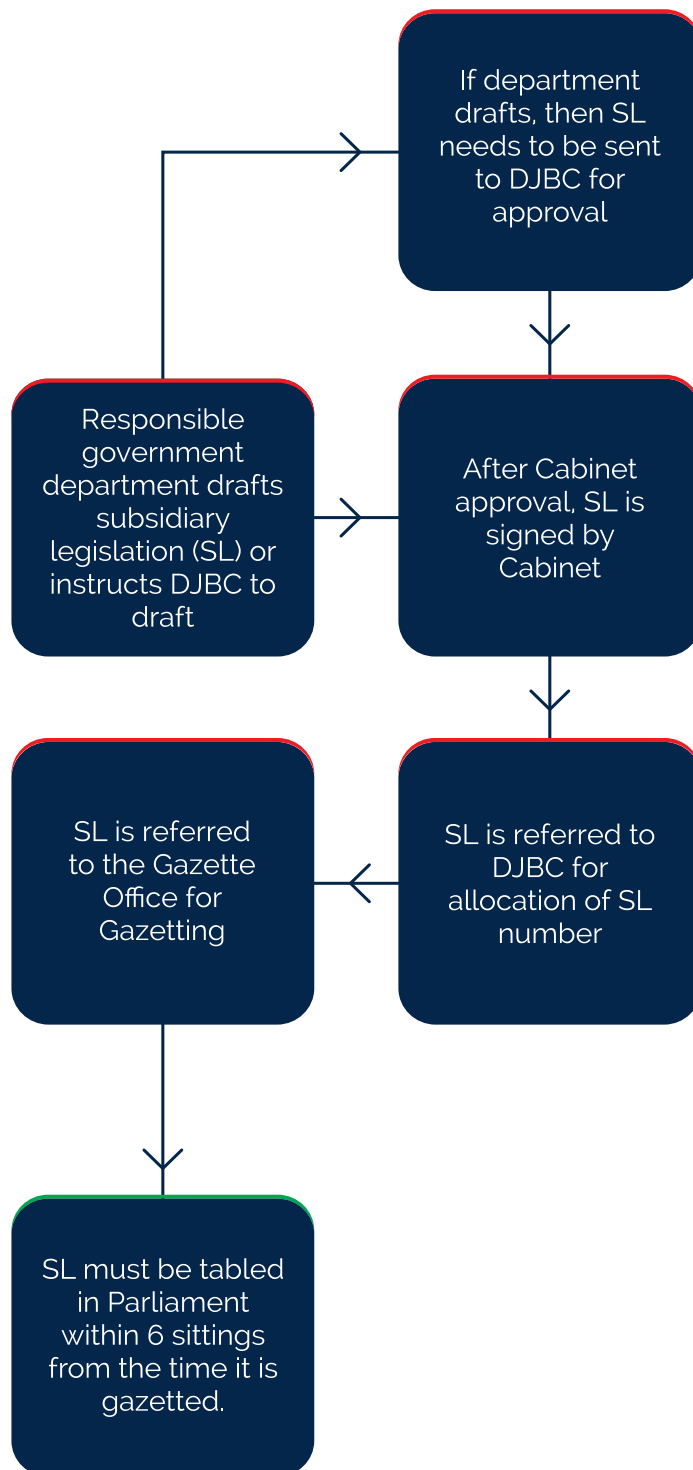 If department
drafts, then SL
needs to be sent
to DJBC for
approval
Responsible
government
department drafts
subsidiary
legislation (SL) or
instructs DJBC to
draft
After Cabinet
approval, SL is
signed by
Cabinet
SL is referred
to the Gazette
Office for
Gazetting
SL is referred to
DJBC for
allocation of SL
number
SL must be tabled
in Parliament
within 6 sittings
from the time it is
gazetted.